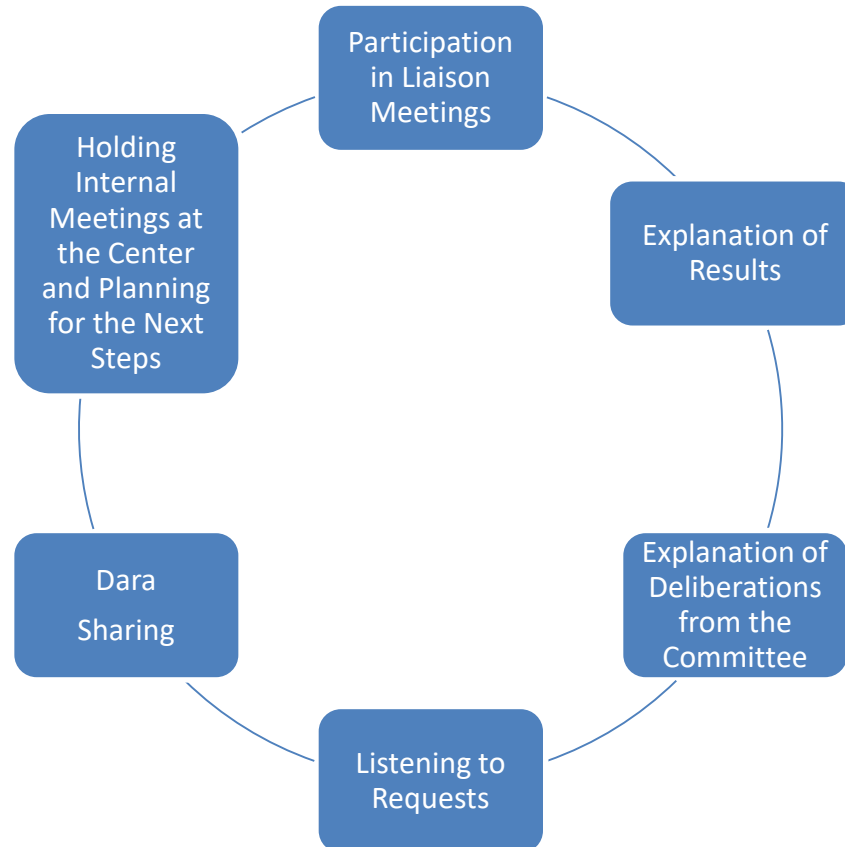 Participation
in Liaison
Meetings
Explanation of
Results
Explanation of
Deliberations
from the
Committee
Listening to
Requests
Dara
Sharing
Holding
Internal
Meetings at
the Center
and Planning
for the Next
Steps